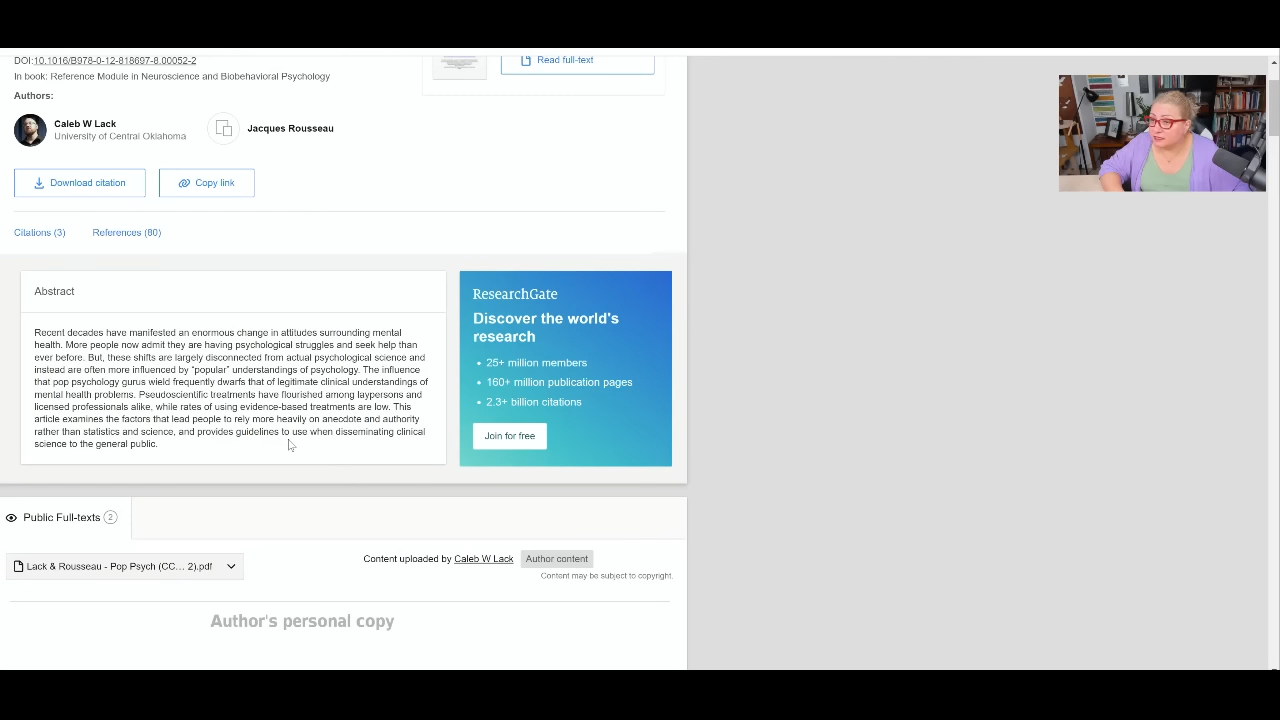 DOI:10.1016/B978-0-12-818697-8.00052-2
In book: Reference Module in Neuroscience and Biobehavioral Psychology
Read full-text
Authors:
Caleb W Lack
University of Central Oklahoma
Jacques Rousseau
Download citation
Copy link
Citations (3)
References (80)
Abstract
Recent decades have manifested an enormous change in attitudes surrounding mental
health. More people now admit they are having psychological struggles and seek help than
ever before. But, these shifts are largely disconnected from actual psychological science and
instead are often more influenced by “popular” understandings of psychology. The influence
that pop psychology gurus wield frequently dwarfs that of legitimate clinical understandings of
mental health problems. Pseudoscientific treatments have flourished among laypersons and
licensed professionals alike, while rates of using evidence-based treatments are low. This
article examines the factors that lead people to rely more heavily on anecdote and authority
rather than statistics and science, and provides guidelines to use when disseminating clinical
science to the general public.
ResearchGate
Discover the world's
research
• 25+ million members
• 160+ million publication pages
• 2.3+ billion citations
Join for free
Public Full-texts 2
Lack & Rousseau - Pop Psych (CC... 2).pdf
Content uploaded by Caleb W Lack
Author content
Content may be subject to copyright.
Author's personal copy